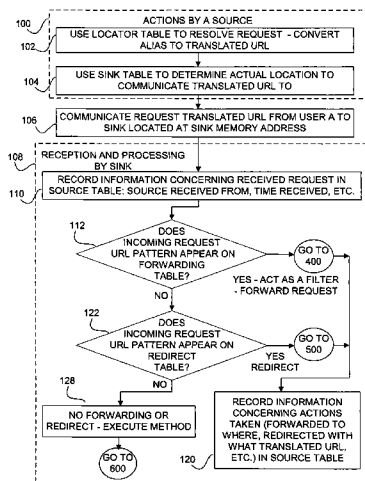 100
ACTIONS BY A SOURCE
102
USE LOCATOR TABLE TO RESOLVE REQUEST - CONVERT
ALIAS TO TRANSLATED URL
104
USE SINK TABLE TO DETERMINE ACTUAL LOCATION TO
COMMUNICATE TRANSLATED URL TO
106
COMMUNICATE REQUEST TRANSLATED URL FROM USER A TO
SINK LOCATED AT SINK MEMORY ADDRESS
108
RECEPTION AND PROCESSING
BY SINK
110
RECORD INFORMATION CONCERNING RECEIVED REQUEST IN
SOURCE TABLE: SOURCE RECEIVED FROM, TIME RECEIVED, ETC.
112
DOES
INCOMING REQUEST
URL PATTERN APPEAR ON
FORWARDING
TABLE?
GO TO
400
YES - ACT AS A FILTER
- FORWARD REQUEST
NO
122
DOES
INCOMING REQUEST
URL PATTERN APPEAR ON
REDIRECT
TABLE?
GO TO
500
YES
REDIRECT
NO
128
NO FORWARDING OR
REDIRECT - EXECUTE METHOD
GO TO
600
RECORD INFORMATION
CONCERNING ACTIONS
TAKEN (FORWARDED TO
WHERE, REDIRECTED WITH
WHAT TRANSLATED URL,
ETC.) IN SOURCE TABLE
120